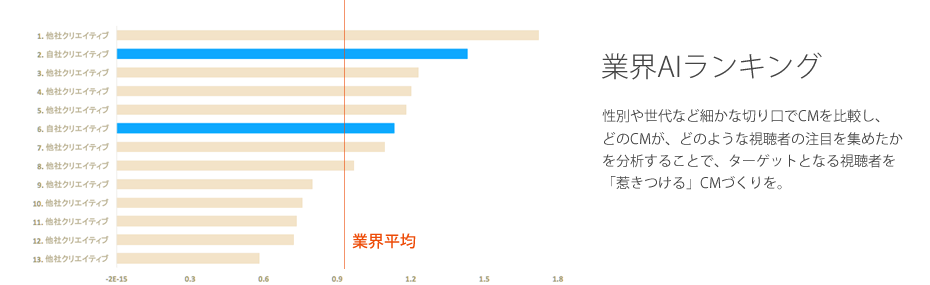 1. 他社クリエイティブ
2. 自社クリエイティブ
3. 他社クリエイティブ
4. 他社クリエイティブ
5. 他社クリエイティブ
6. 自社クリエイティブ
7. 他社クリエイティブ
8. 他社クリエイティブ
9. 他社クリエイティブ
10. 他社クリエイティブ
11. 他社クリエイティブ
12. 他社クリエイティブ
13. 他社クリエイティブ
業界平均
-2E-15 0.3 0.6 0.9 1.2 1.5 1.8
業界AIランキング
性別や世代など細かな切り口でCMを比較し、
どのCMが、どのような視聴者の注目を集めたか
を分析することで、ターゲットとなる視聴者を
「惹きつける」CMづくりを。